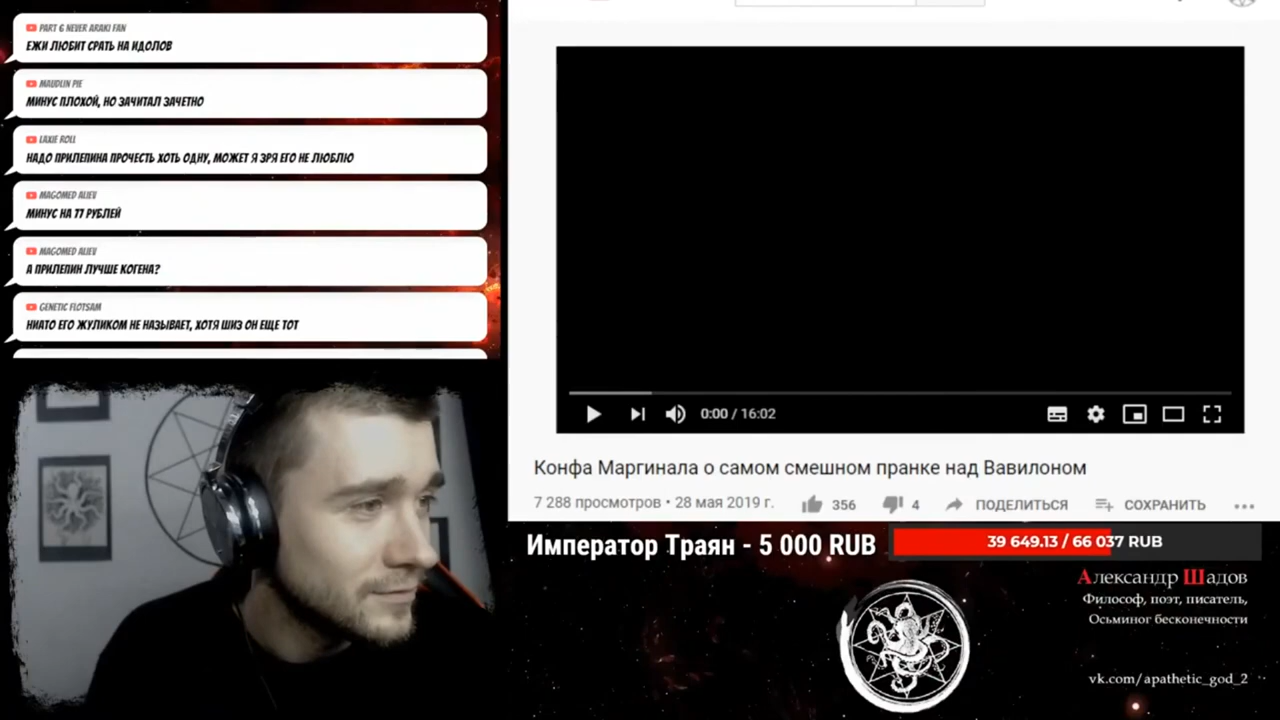 PART 6 NEVER ARAKI FAN
ЕЖИ ЛЮБИТ СРАТЬ НА ИДОЛОВ
MAUDLIN PIE
МИНУС ПЛОХОЙ, НО ЗАЧИТАЛ ЗАЧЕТНО
LAXIE ROLL
НАДО ПРИЛЕПИНА ПРОЧЕСТЬ ХОТЬ ОДНУ, МОЖЕТ Я ЗРЯ ЕГО НЕ ЛЮБЛЮ
MAGOMED ALIEV
МИНУС НА 77 РУБЛЕЙ
MAGOMED ALIEV
А ПРИЛЕПИН ЛУЧШЕ КОГЕНА?
GENETIC FLOTSAM
НИАТО ЕГО ЖУЛИКОМ НЕ НАЗЫВАЕТ, ХОТЯ ШИЗ ОН ЕЩЕ ТОТ
0:00 / 16:02
Конфа Маргинала о самом смешном пранке над Вавилоном
7 288 просмотров • 28 мая 2019 г.
356
4
ПОДЕЛИТЬСЯ
СОХРАНИТЬ
Император Траян - 5 000 RUB
39 649.13 / 66 037 RUB
Александр Шадов
Философ, поэт, писатель,
Осьминог бесконечности
vk.com/apathetic_god_2